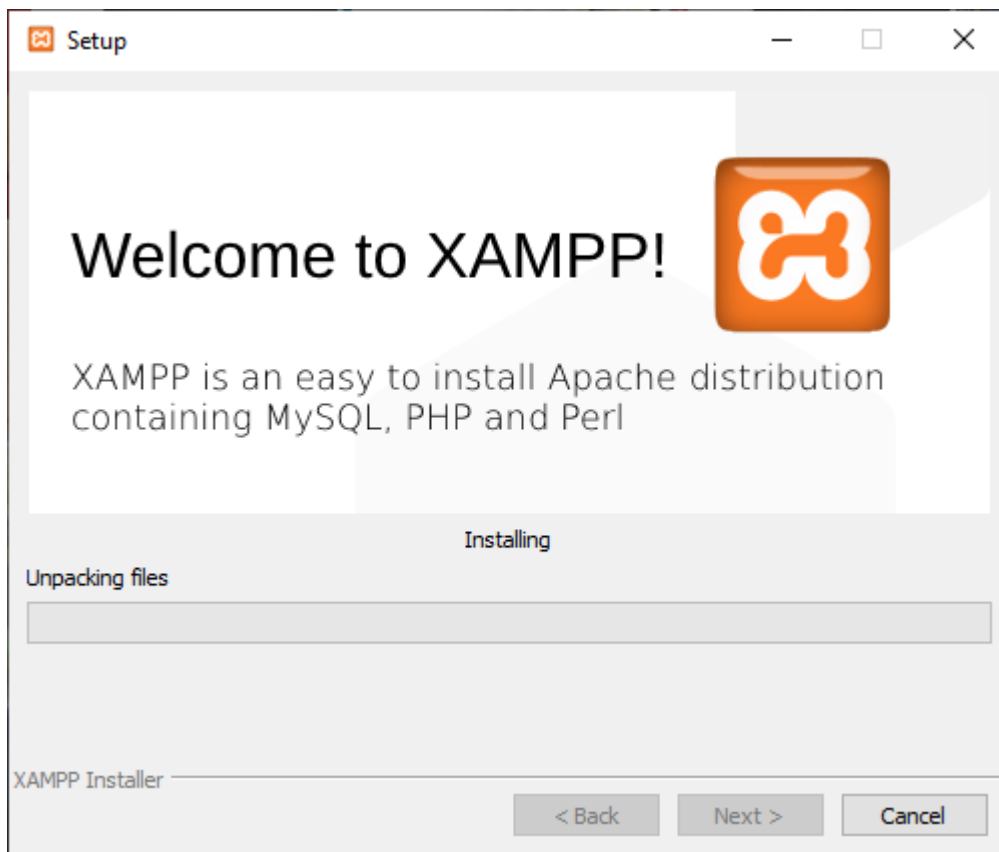 Setup
Welcome to XAMPP!
XAMPP is an easy to install Apache distribution
containing MySQL, PHP and Perl
Installing
Unpacking files
XAMPP Installer
< Back
Next >
Cancel